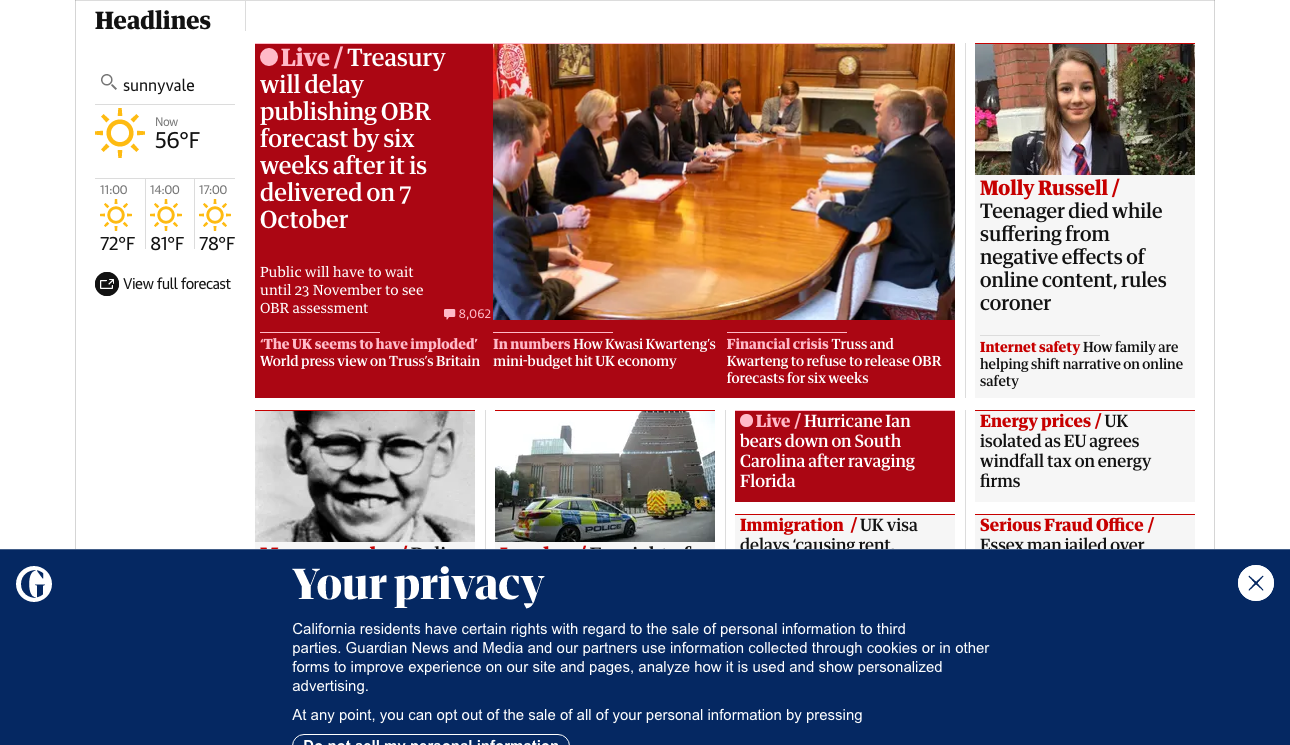 Headlines
sunnyvale
Now
56°F
11:00
72°F
14:00
81°F
17:00
78°F
View full forecast
Live / Treasury
will delay
publishing OBR
forecast by six
weeks after it is
delivered on 7
October
Public will have to wait
until 23 November to see
OBR assessment
8,062
‘The UK seems to have imploded’
World press view on Truss’s Britain
In numbers How Kwasi Kwarteng’s
mini-budget hit UK economy
Financial crisis Truss and
Kwarteng to refuse to release OBR
forecasts for six weeks
Molly Russell /
Teenager died while
suffering from
negative effects of
online content, rules
coroner
Internet safety How family are
helping shift narrative on online
safety
POLICE
Live / Hurricane Ian
bears down on South
Carolina after ravaging
Florida
Energy prices / UK
isolated as EU agrees
windfall tax on energy
firms
Immigration / UK visa
delays ‘causing rent
Serious Fraud Office /
Essex man jailed over
G
Your privacy
California residents have certain rights with regard to the sale of personal information to third
parties. Guardian News and Media and our partners use information collected through cookies or in other
forms to improve experience on our site and pages, analyze how it is used and show personalized
advertising.
At any point, you can opt out of the sale of all of your personal information by pressing
Do not sell my personal information